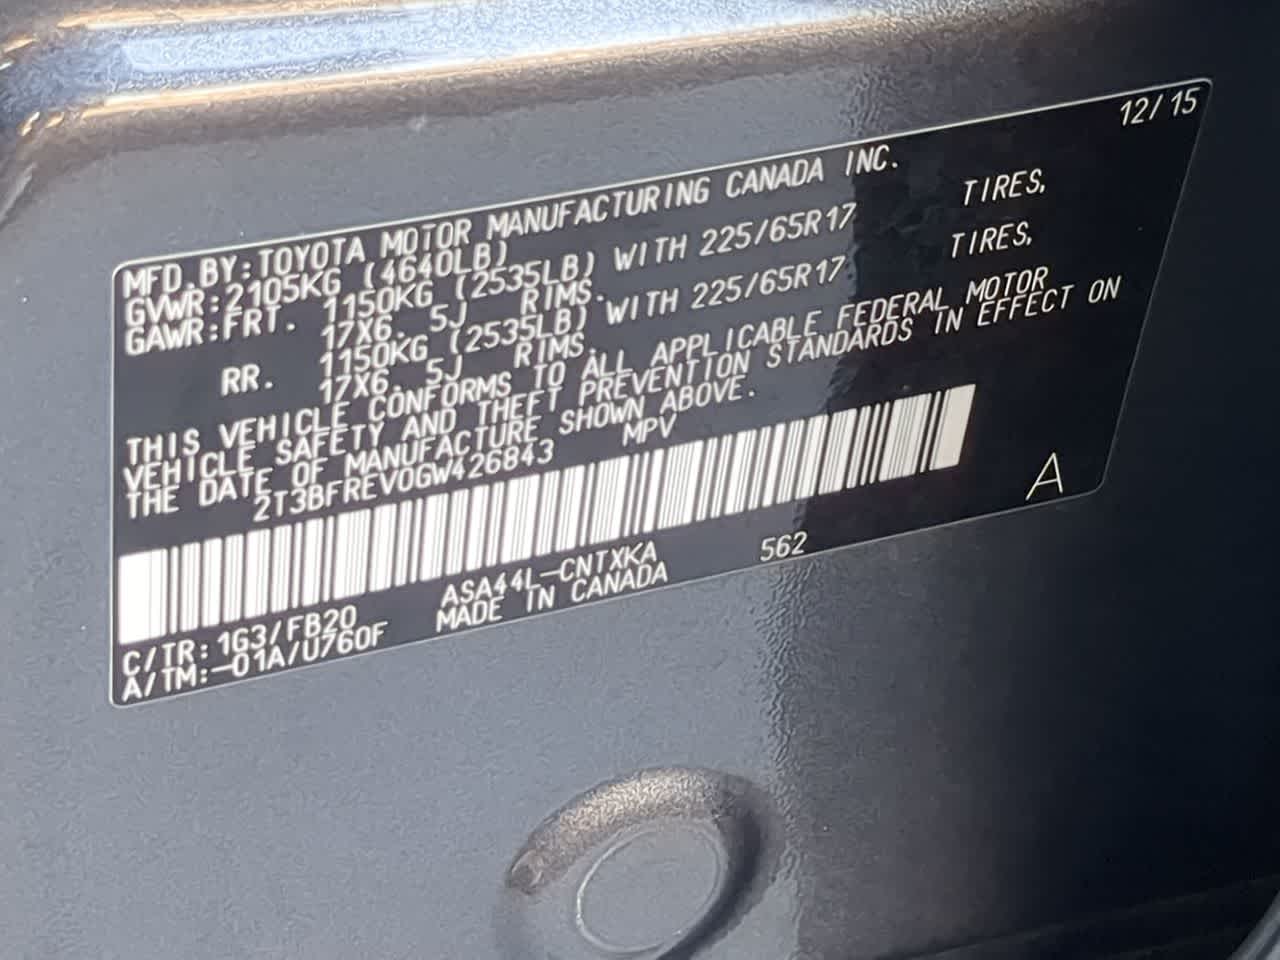 12/15
MFD. BY: TOYOTA MOTOR MANUFACTURING CANADA INC.
GVWR: 2105KG (4640LB)
GAWR: FRT. 1150KG (2535LB) WITH 225/65R17 TIRES,
17X6. 5J RIMS.
RR. 1150KG (2535LB) WITH 225/65R17 TIRES,
17X6. 5J RIMS.
THIS VEHICLE CONFORMS TO ALL APPLICABLE FEDERAL MOTOR
VEHICLE SAFETY AND THEFT PREVENTION STANDARDS IN EFFECT ON
THE DATE OF MANUFACTURE SHOWN ABOVE.
2T3BFREV0GW426843 MPV
A
C/TR: 1G3/FB20 ASA44L-CNTXKA 562
A/TM:-01A/U760F MADE IN CANADA